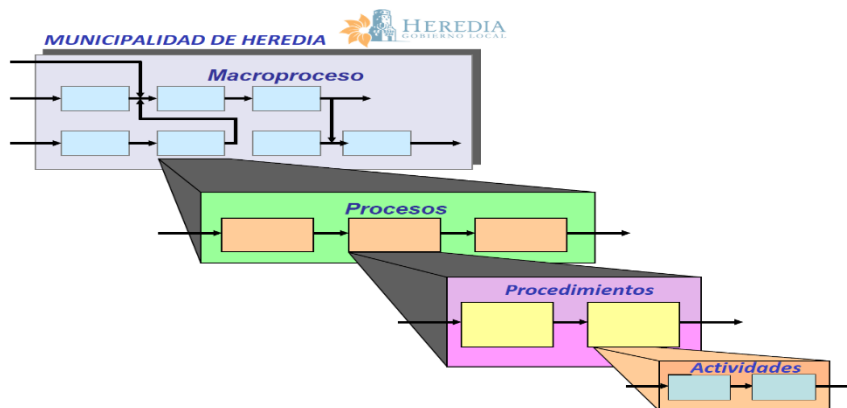 MUNICIPALIDAD DE HEREDIA
HEREDIA
GOBIERNO LOCAL
Macroproceso
Procesos
Procedimientos
Actividades